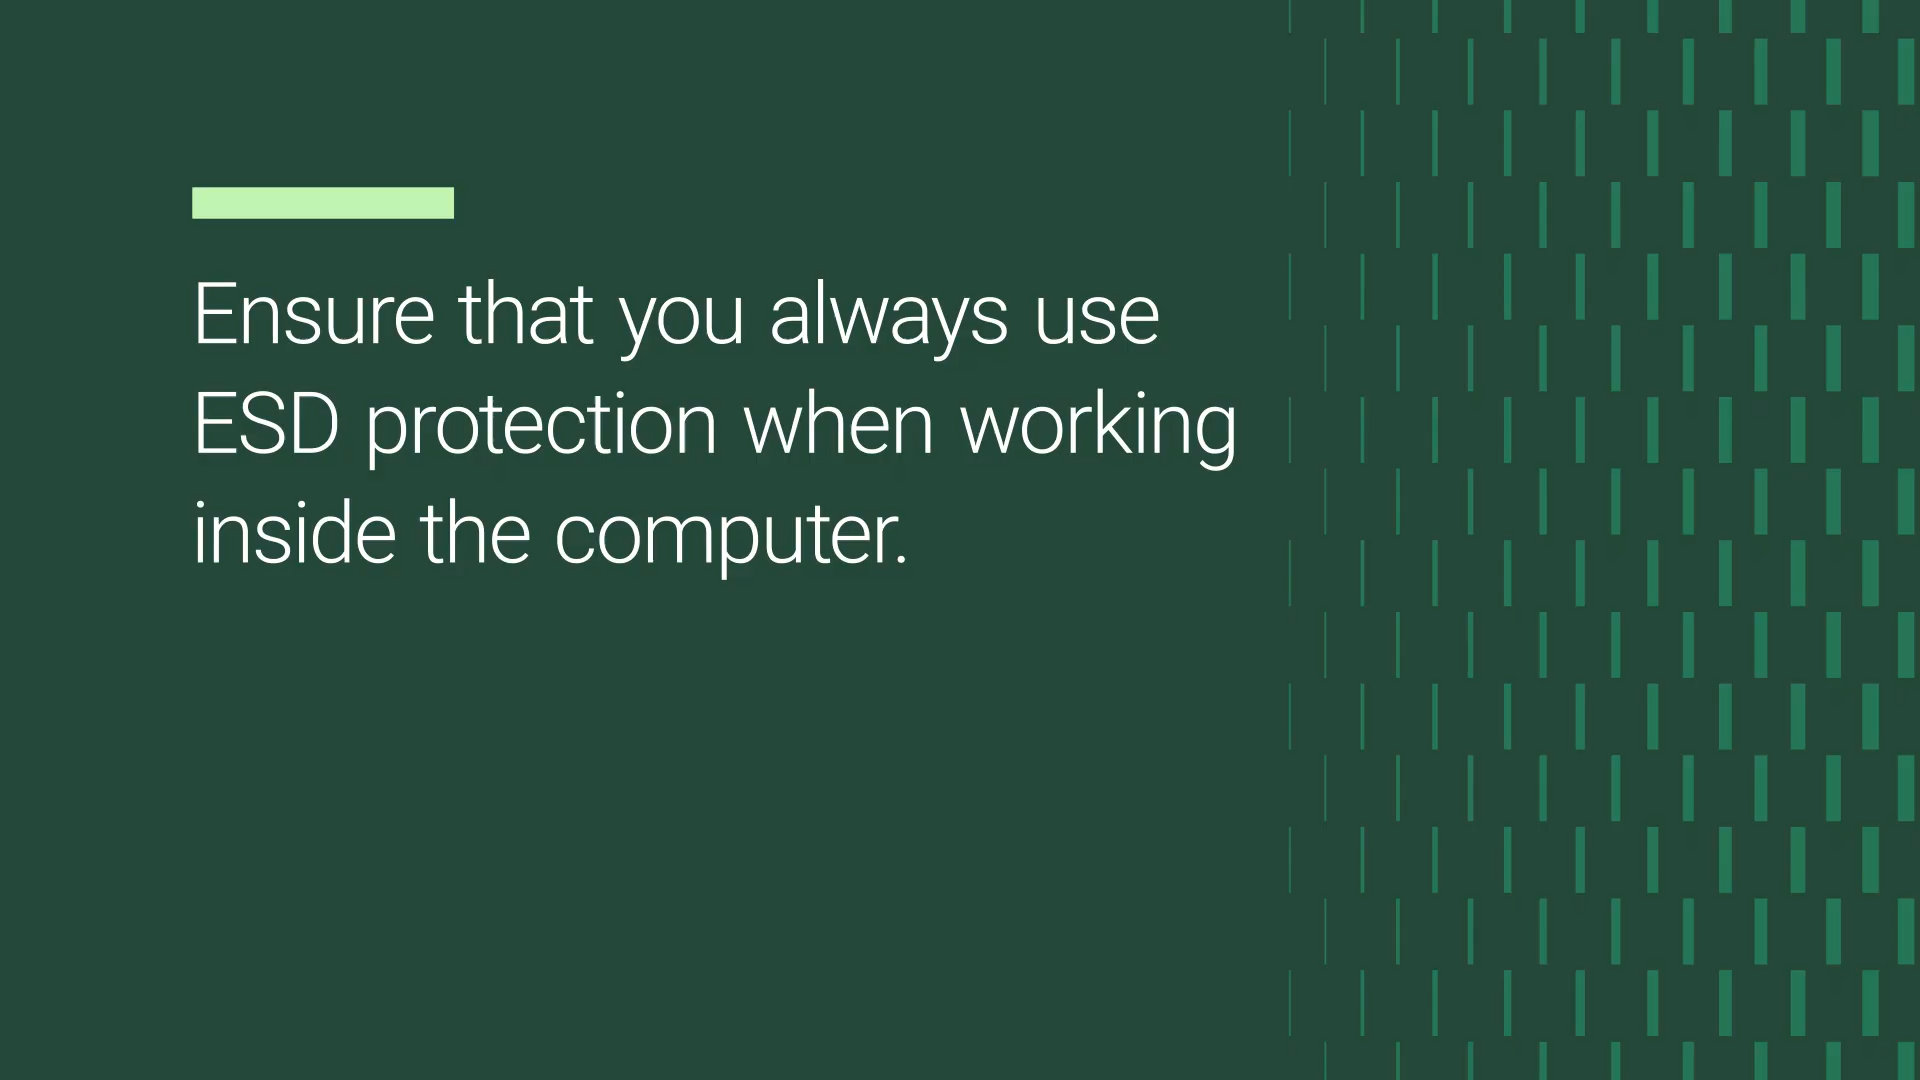 Ensure that you always use
ESD protection when working
inside the computer.